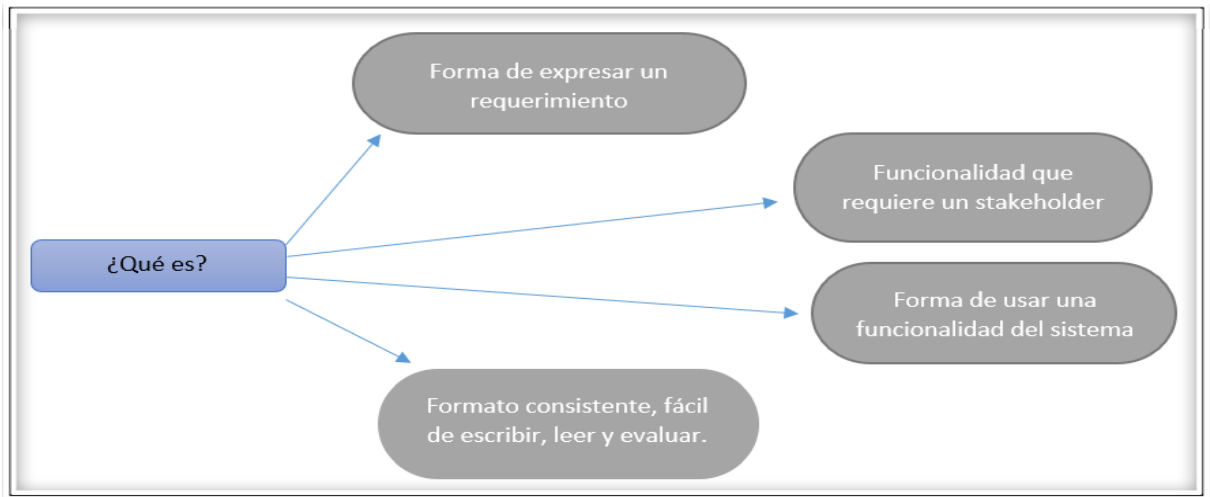 Forma de expresar un
requerimiento
Funcionalidad que
requiere un stakeholder
¿Qué es?
Forma de usar una
funcionalidad del sistema
Formato consistente, fácil
de escribir, leer y evaluar.